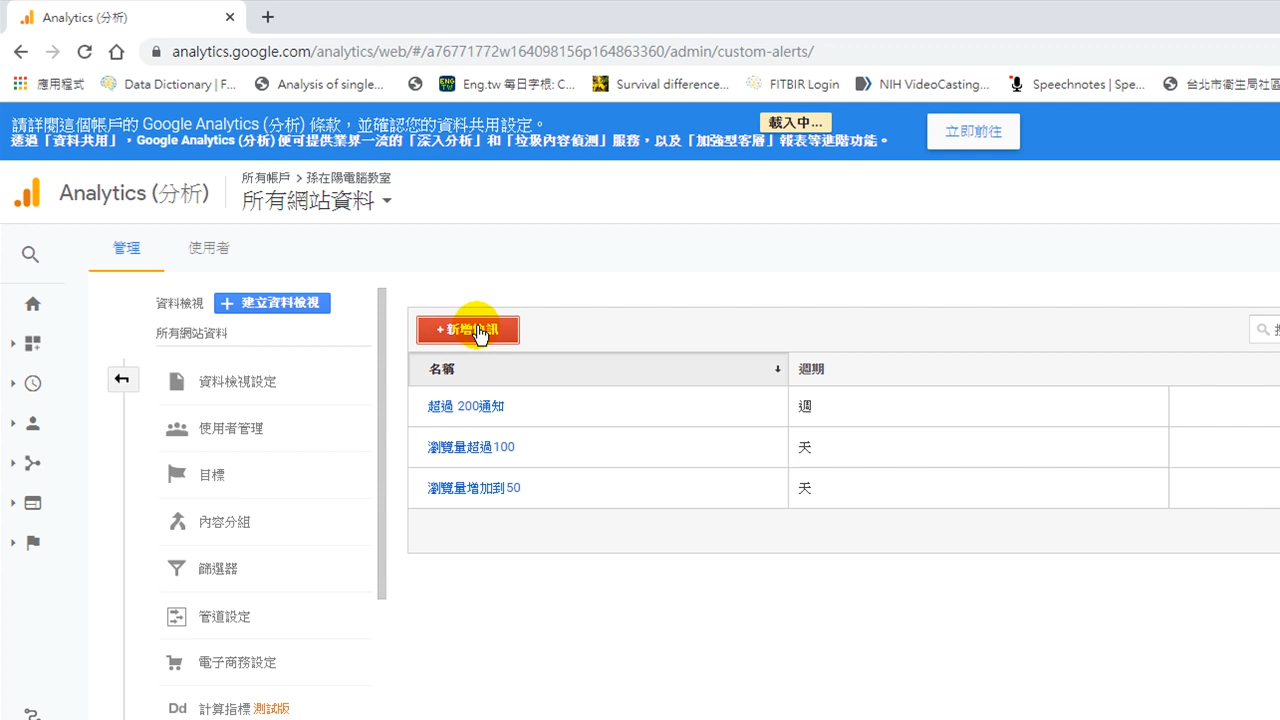 Analytics (分析)
analytics.google.com/analytics/web/#/a76771772w164098156p164863360/admin/custom-alerts/
應用程式 Data Dictionary | F... Analysis of single... Eng.tw 每日字根: C... Survival difference... FITBIR Login NIH VideoCasting... Speechnotes | Spe... 台北市衛生局社區
請詳閱這個帳戶的 Google Analytics (分析) 條款，並確認您的資料共用設定。
載入中...
透過「資料共用」，Google Analytics (分析) 便可提供業界一流的「深入分析」和「垃圾內容偵測」服務，以及「加強型客層」報表等進階功能。
立即前往
Analytics (分析)
所有帳戶 > 孫在陽電腦教室
所有網站資料
管理 使用者
資料檢視 + 建立資料檢視
所有網站資料
+ 新增快訊
名稱 週期
資料檢視設定
超過 200通知 週
使用者管理
瀏覽量超過100 天
目標
瀏覽量增加到50 天
內容分組
篩選器
管道設定
電子商務設定
Dd 計算指標 測試版